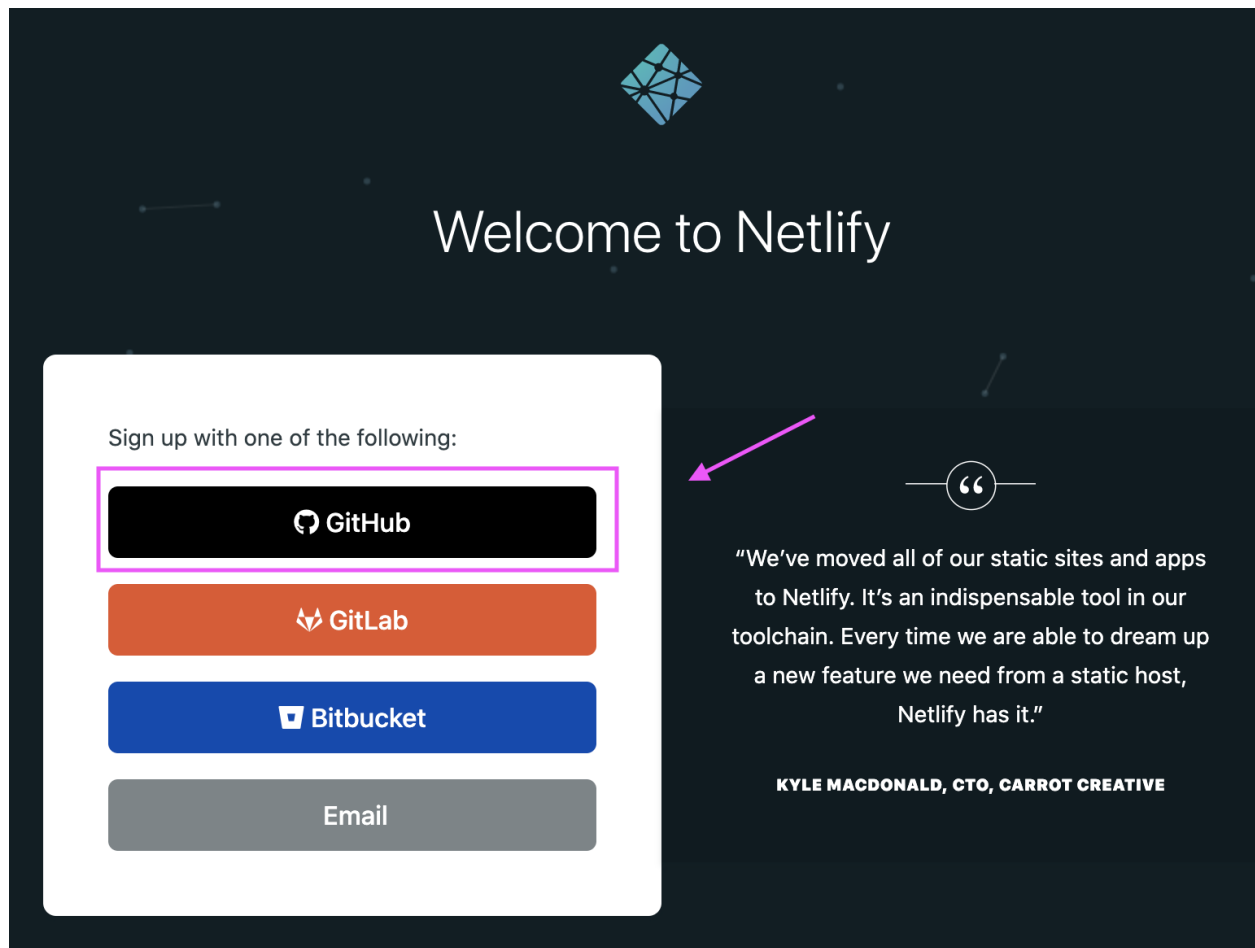 Welcome to Netlify
Sign up with one of the following:
GitHub
GitLab
Bitbucket
Email
“We’ve moved all of our static sites and apps
to Netlify. It’s an indispensable tool in our
toolchain. Every time we are able to dream up
a new feature we need from a static host,
Netlify has it.”
KYLE MACDONALD, CTO, CARROT CREATIVE